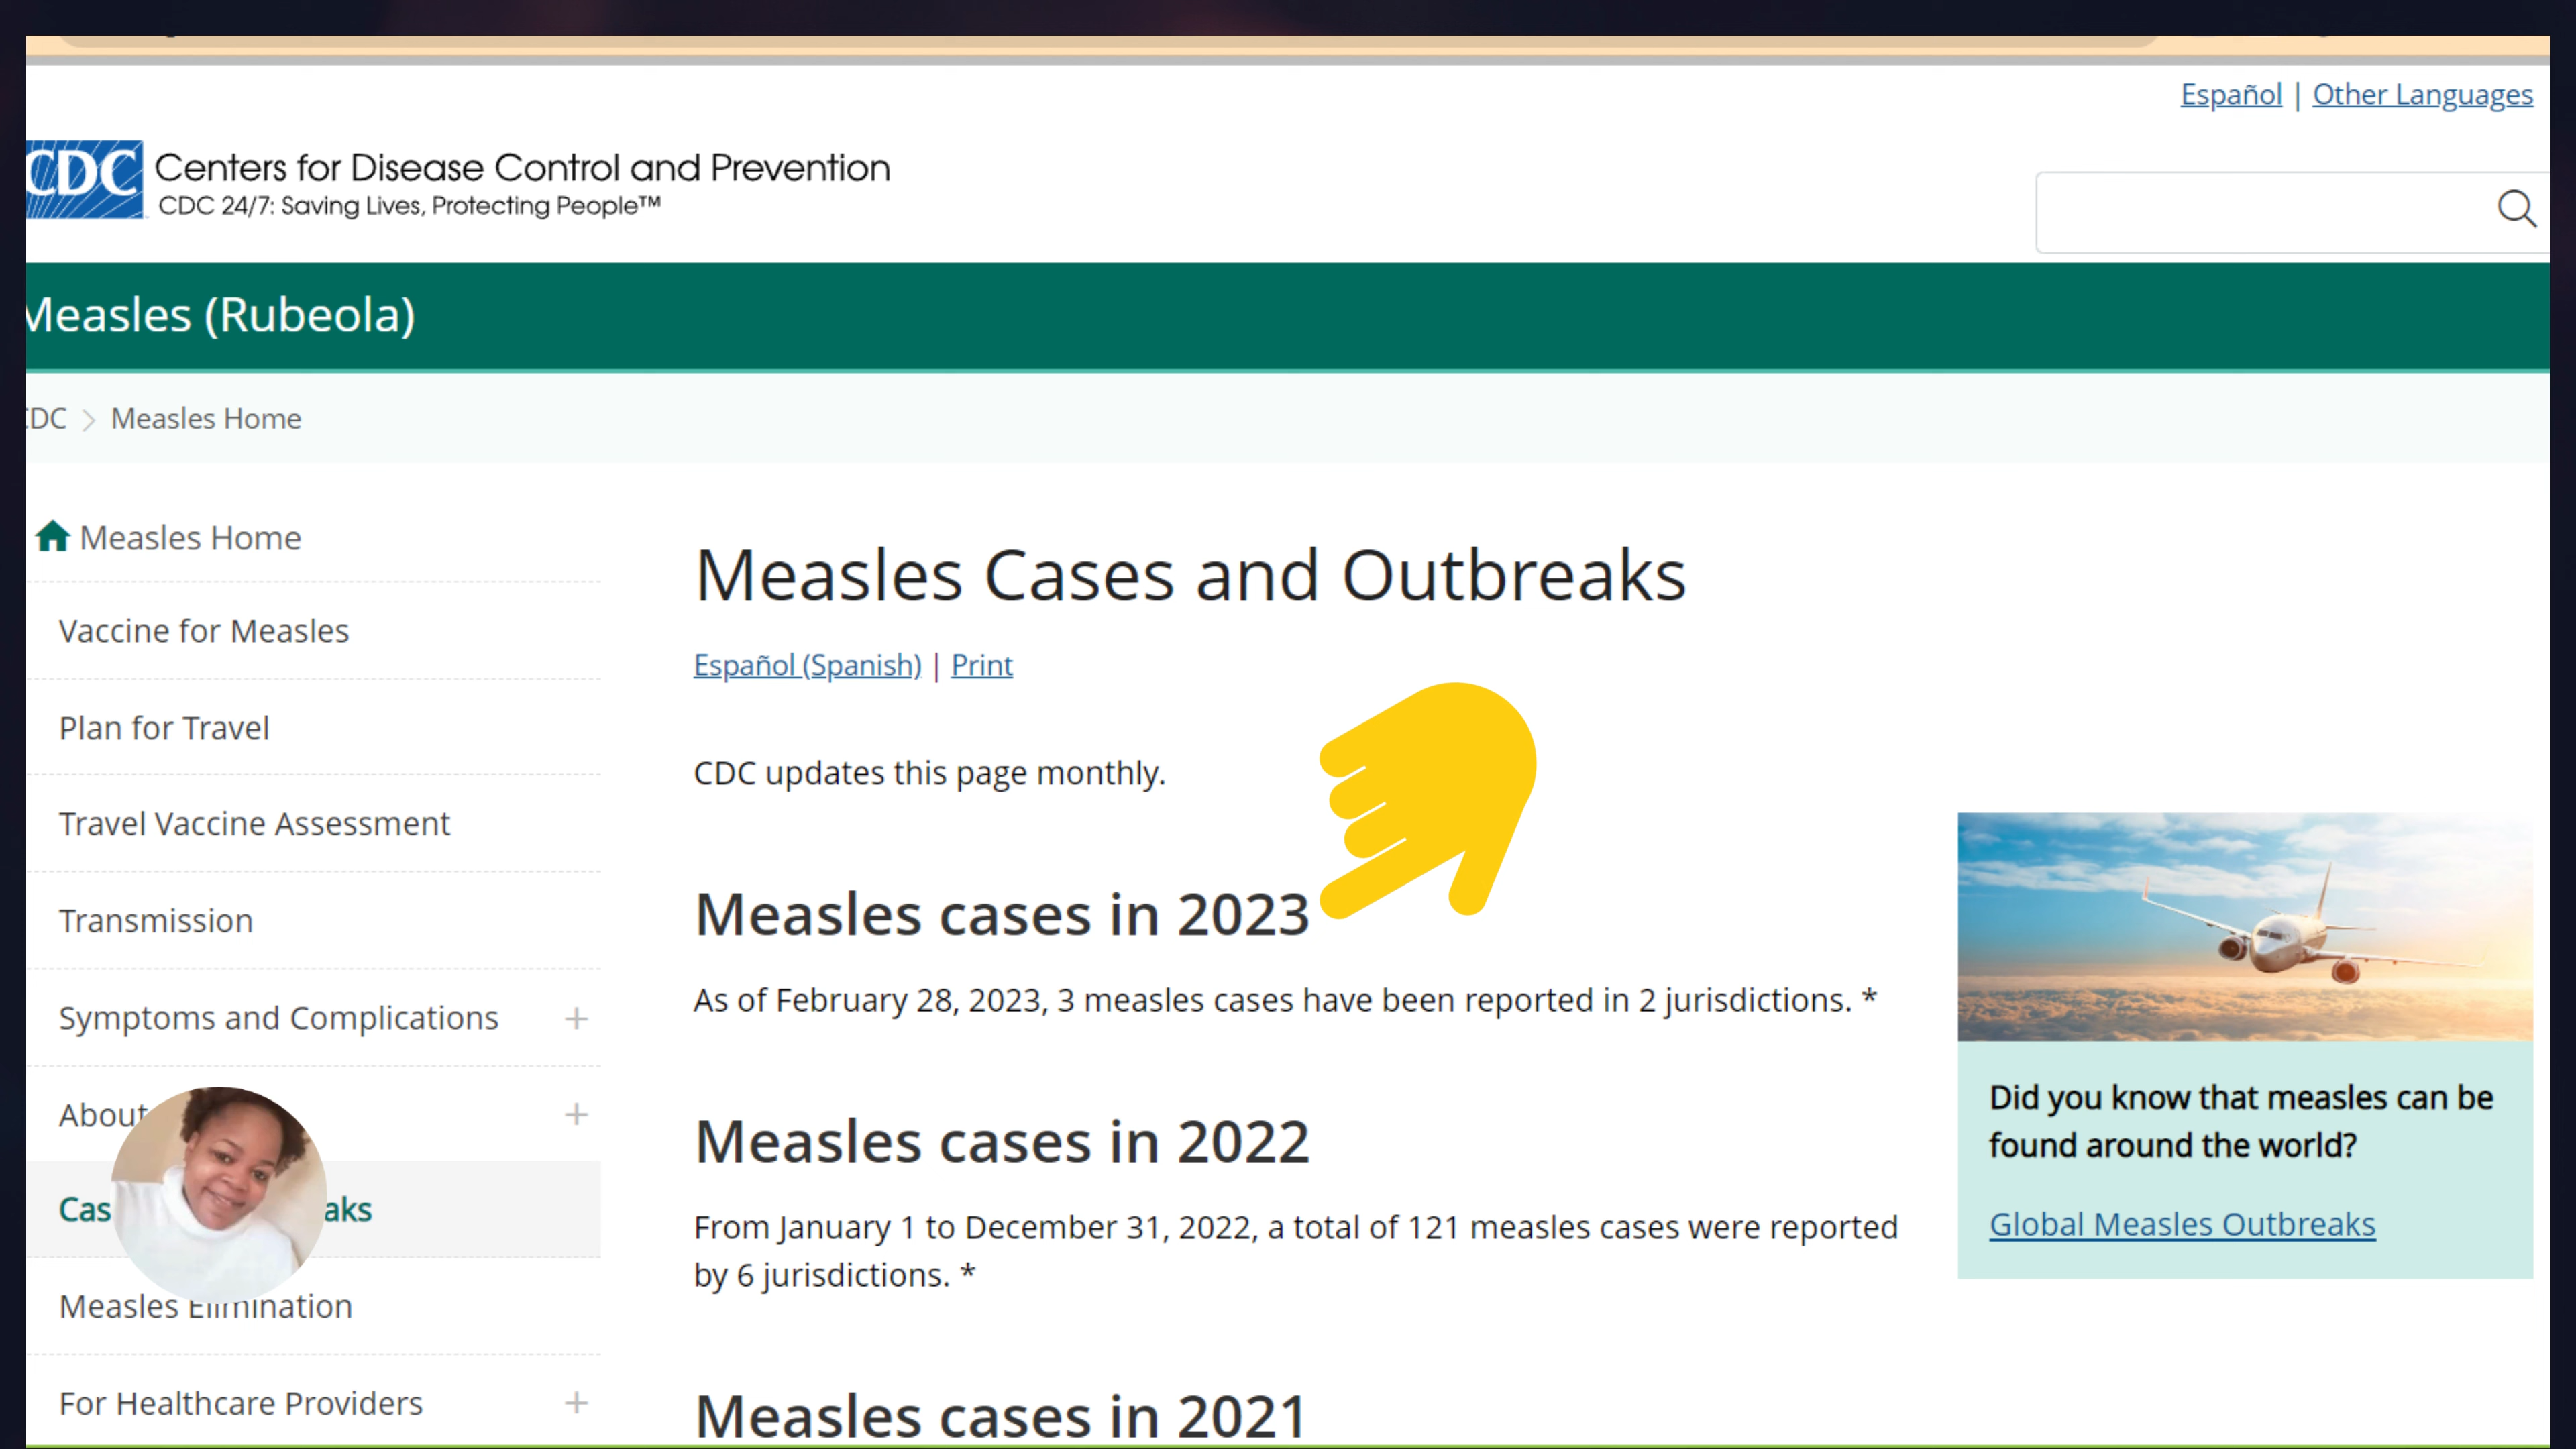 Español | Other Languages
CDC Centers for Disease Control and Prevention
CDC 24/7: Saving Lives, Protecting People™
Measles (Rubeola)
CDC > Measles Home
Measles Home
Vaccine for Measles
Plan for Travel
Travel Vaccine Assessment
Transmission
Symptoms and Complications +
About +
Measles Elimination
For Healthcare Providers +
Measles Cases and Outbreaks
Español (Spanish) | Print
CDC updates this page monthly.
Measles cases in 2023
As of February 28, 2023, 3 measles cases have been reported in 2 jurisdictions. *
Measles cases in 2022
From January 1 to December 31, 2022, a total of 121 measles cases were reported
by 6 jurisdictions. *
Measles cases in 2021
Did you know that measles can be
found around the world?
Global Measles Outbreaks